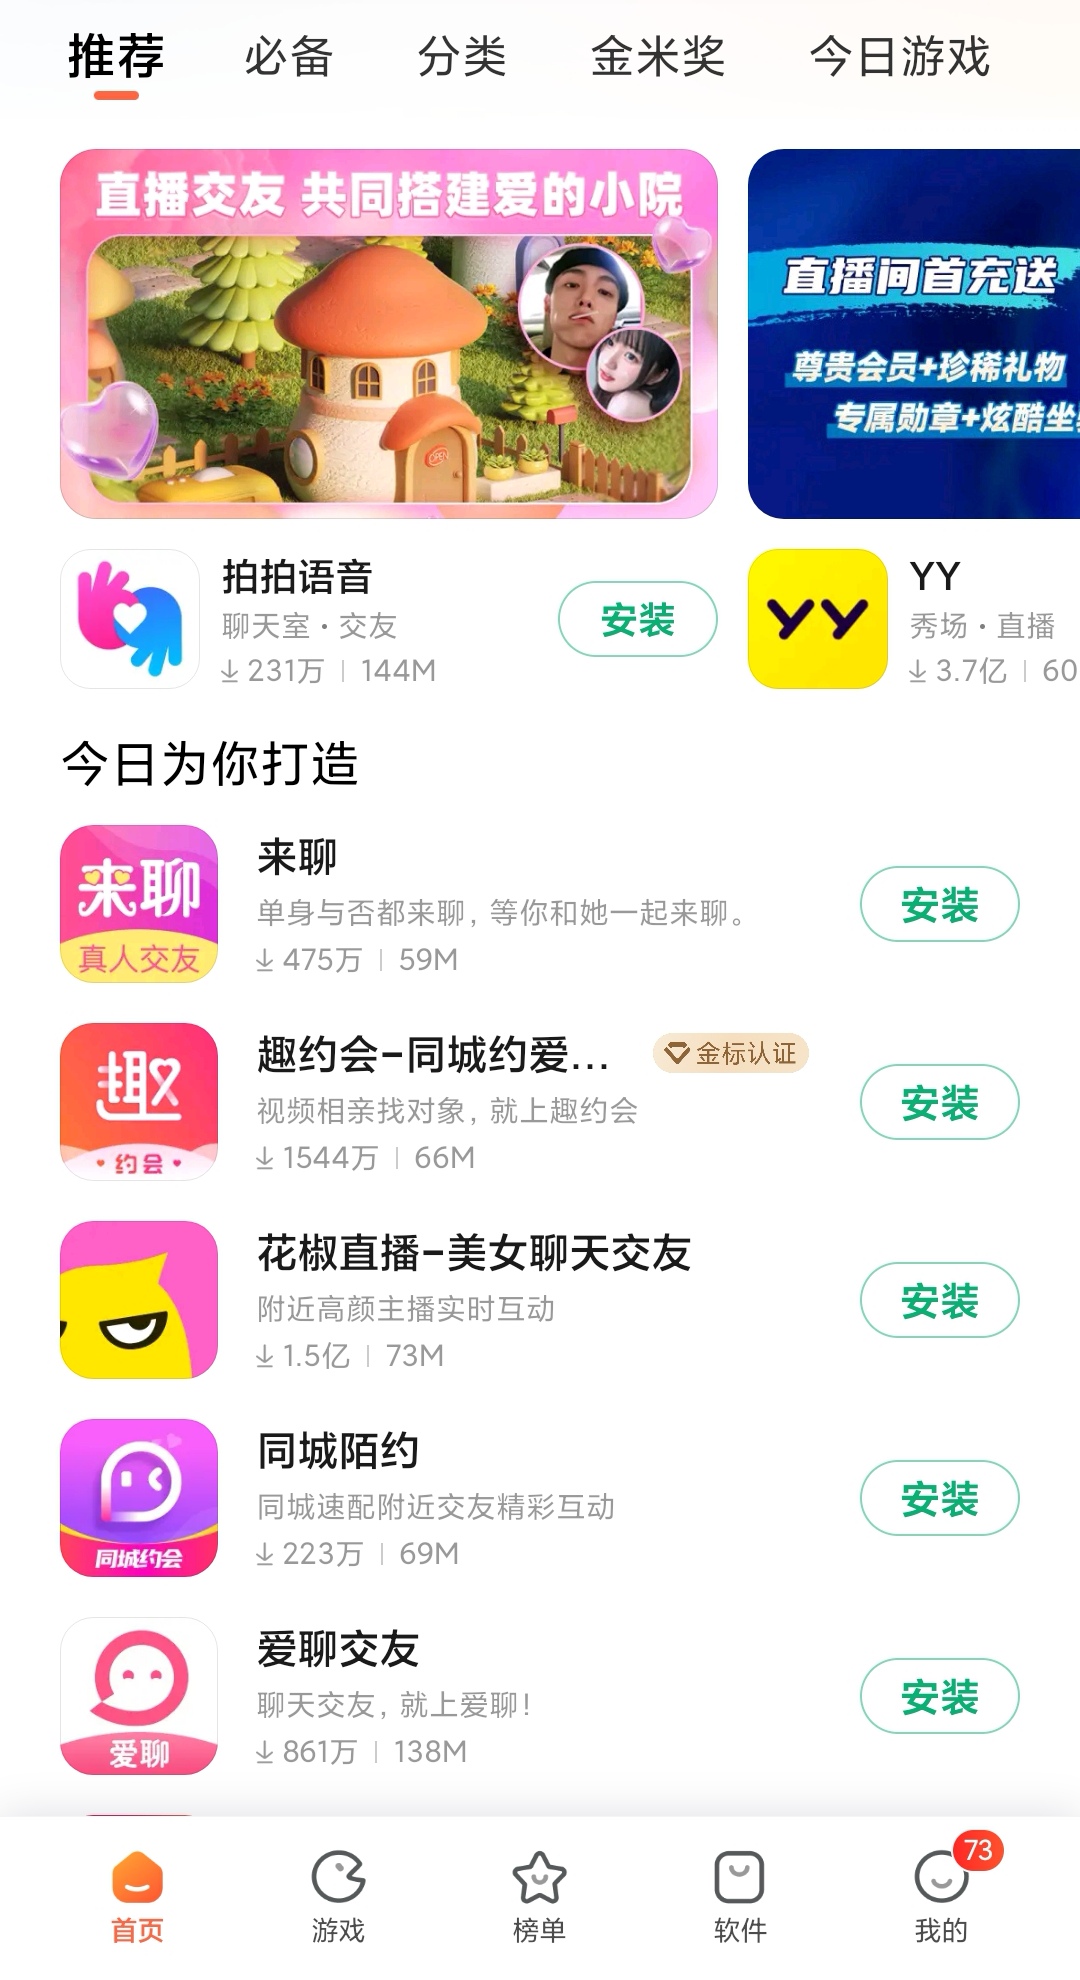 推荐
必备
分类
金米奖
今日游戏
直播交友 共同搭建爱的小院
OPEN
直播间首充送
尊贵会员+珍稀礼物
专属勋章+炫酷坐
拍拍语音
聊天室·交友
231万 | 144M
安装
YY
YY
秀场·直播
3.7亿 | 60
今日为你打造
来聊
真人交友
来聊
单身与否都来聊，等你和她一起来聊。
475万 | 59M
安装
趣
约会
趣约会-同城约爱...
金标认证
视频相亲找对象，就上趣约会
1544万 | 66M
安装
花椒直播-美女聊天交友
附近高颜主播实时互动
1.5亿 | 73M
安装
同城约会
同城陌约
同城速配附近交友精彩互动
223万 | 69M
安装
爱聊
爱聊交友
聊天交友，就上爱聊！
861万 | 138M
安装
首页
游戏
榜单
软件
73
我的